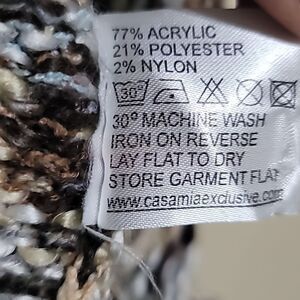 77% ACRYLIC
21% POLYESTER
2% NYLON
30°
30° MACHINE WASH
IRON ON REVERSE
LAY FLAT TO DRY
STORE GARMENT FLAT
www.casamiaexclusive.com